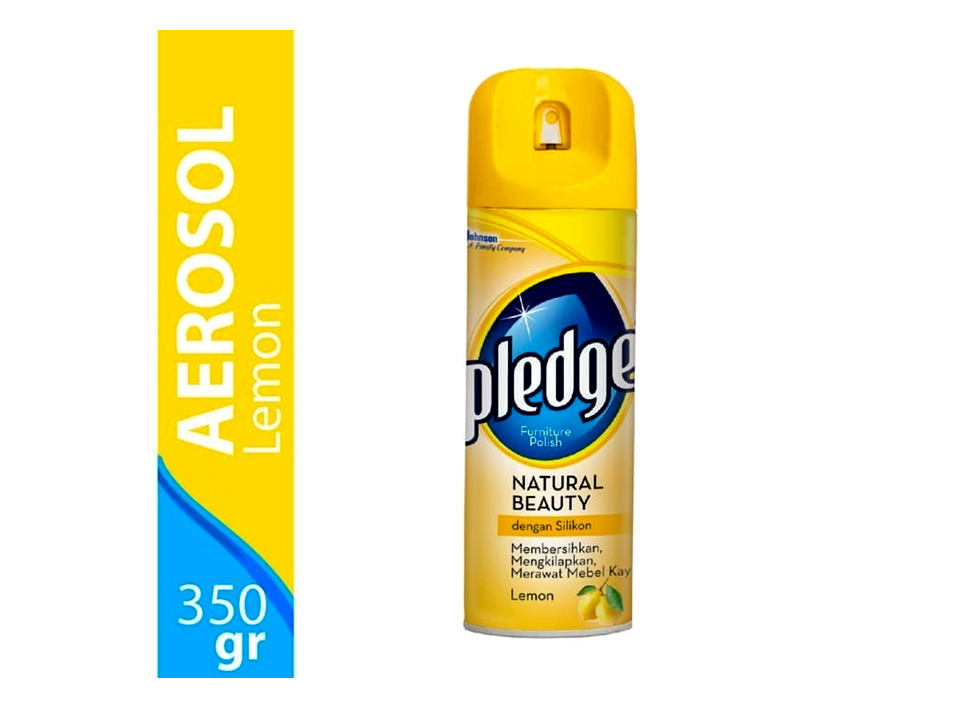 AEROSOL
Lemon
350
gr
Johnson
A Family Company
pledge
Furniture
Polish
NATURAL
BEAUTY
dengan Silikon
Membersihkan,
Mengkilapkan,
Merawat Mebel Kay
Lemon